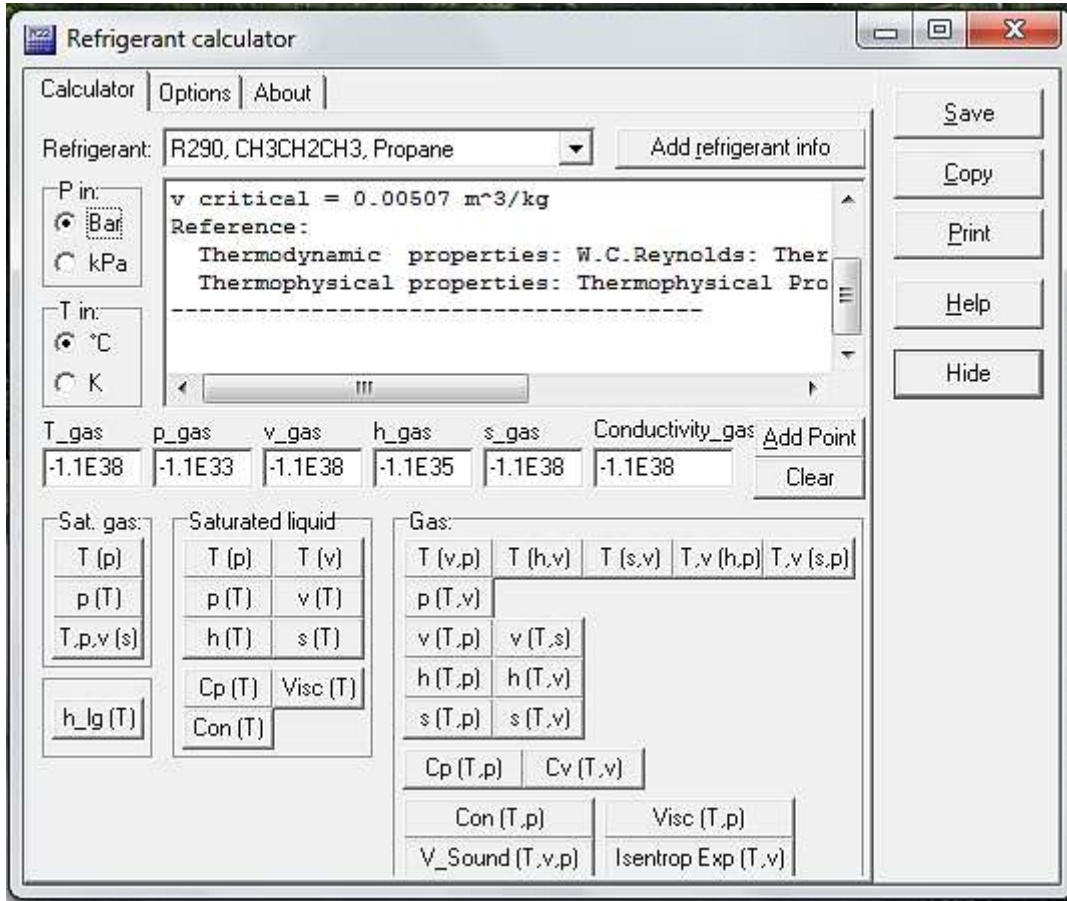 Refrigerant calculator
Calculator Options About
Refrigerant: R290, CH3CH2CH3, Propane Add refrigerant info
P in:
Bar
kPa
T in:
°C
K
v critical = 0.00507 m^3/kg
Reference:
Thermodynamic properties: W.C.Reynolds: Ther
Thermophysical properties: Thermophysical Pro
--------------------------------------
Save
Copy
Print
Help
Hide
T_gas p_gas v_gas h_gas s_gas Conductivity_gas Add Point
-1.1E38 -1.1E33 -1.1E38 -1.1E35 -1.1E38 -1.1E38 Clear
Sat. gas:
T (p)
p (T)
T,p,v (s)
h_lg (T)
Saturated liquid
T (p) T (v)
p (T) v (T)
h (T) s (T)
Cp (T) Visc (T)
Con (T)
Gas:
T (v,p) T (h,v) T (s,v) T,v (h,p) T,v (s,p)
p (T,v)
v (T,p) v (T,s)
h (T,p) h (T,v)
s (T,p) s (T,v)
Cp (T,p) Cv (T,v)
Con (T,p) Visc (T,p)
V_Sound (T,v,p) Isentrop Exp (T,v)